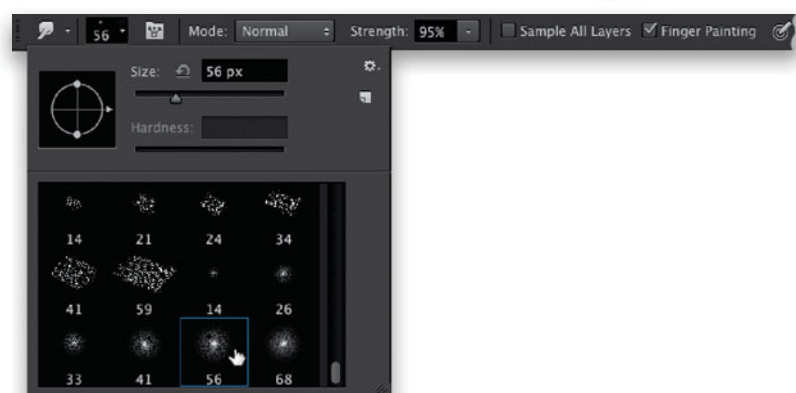 56 Mode: Normal Strength: 95% Sample All Layers Finger Painting
Size: 56 px
Hardness:
14 21 24 34
41 59 14 26
33 41 56 68